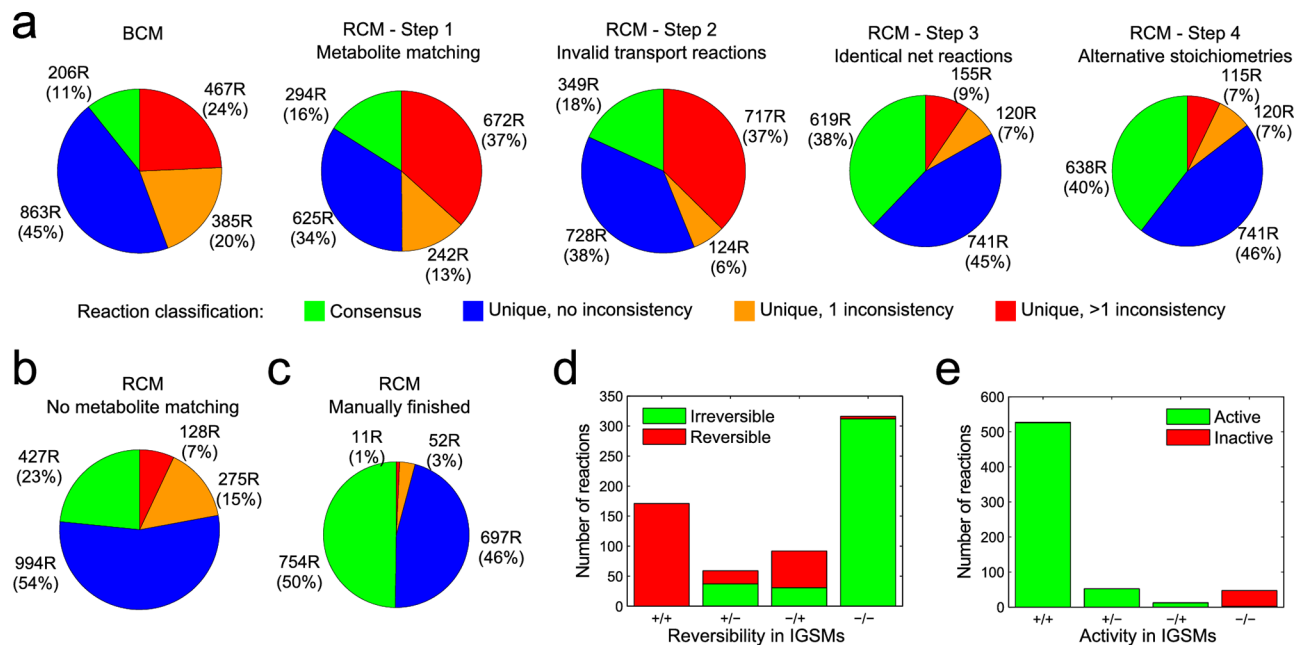 a
BCM
206R
(11%)
467R
(24%)
863R
(45%)
385R
(20%)
RCM - Step 1
Metabolite matching
294R
(16%)
672R
(37%)
625R
(34%)
242R
(13%)
RCM - Step 2
Invalid transport reactions
349R
(18%)
717R
(37%)
728R
(38%)
124R
(6%)
RCM - Step 3
Identical net reactions
155R
(9%)
619R
(38%)
120R
(7%)
741R
(45%)
RCM - Step 4
Alternative stoichiometries
115R
(7%)
120R
(7%)
638R
(40%)
741R
(46%)
Reaction classification:
Consensus
Unique, no inconsistency
Unique, 1 inconsistency
Unique, >1 inconsistency
b
RCM
No metabolite matching
128R
(7%)
427R
(23%)
275R
(15%)
994R
(54%)
c
RCM
Manually finished
11R
(1%)
52R
(3%)
754R
(50%)
697R
(46%)
d
Number of reactions
350
300
250
200
150
100
50
0
Irreversible
Reversible
+/+
+/−
−/+
−/−
Reversibility in IGSMs
e
Number of reactions
600
500
400
300
200
100
0
Active
Inactive
+/+
+/−
−/+
−/−
Activity in IGSMs